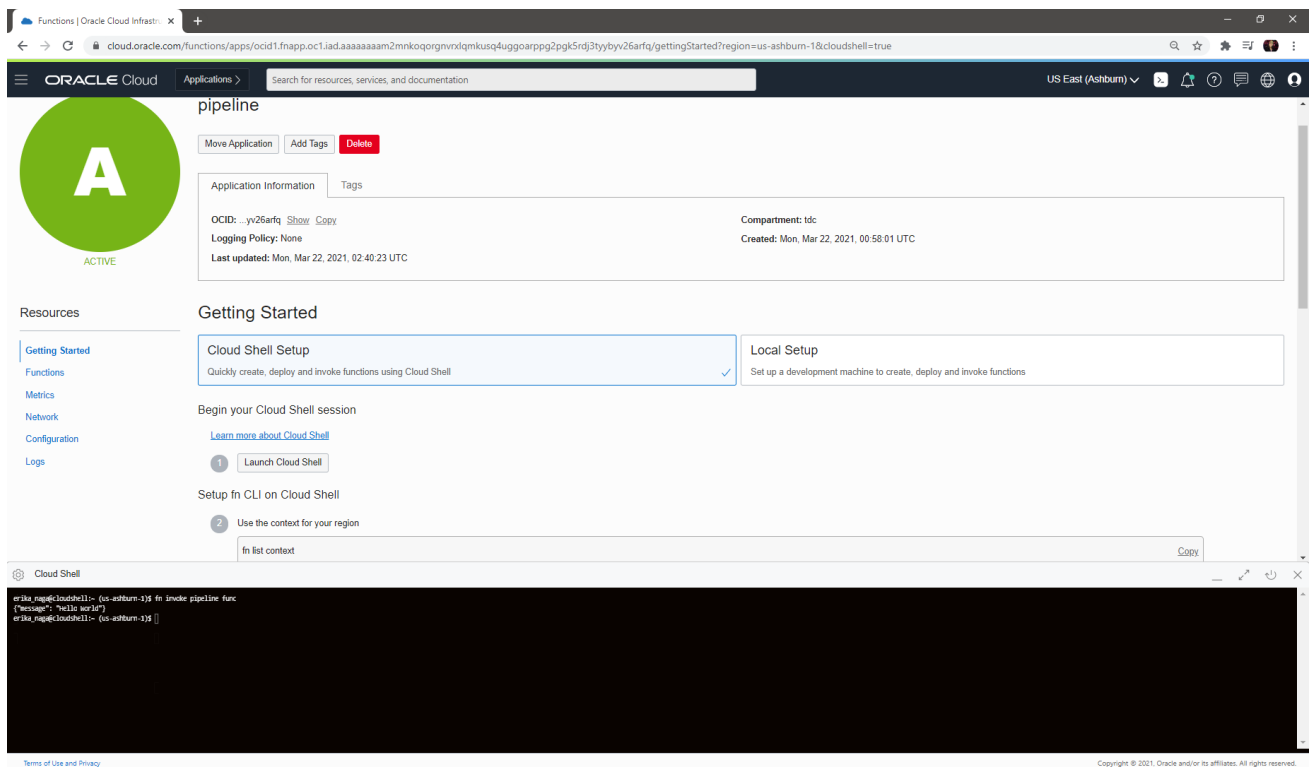 Functions | Oracle Cloud Infrastru
cloud.oracle.com/functions/apps/ocid1.fnapp.oc1.iad.aaaaaaaam2mnkoqorgnvrxlqmkusq4uggoarppg2pgk5rdj3tyybyv26arfq/gettingStarted?region=us-ashburn-1&cloudshell=true
ORACLE Cloud Applications > Search for resources, services, and documentation US East (Ashburn)
pipeline
A
ACTIVE
Move Application Add Tags Delete
Application Information Tags
OCID: ...yv26arfq Show Copy Compartment: tdc
Logging Policy: None Created: Mon, Mar 22, 2021, 00:58:01 UTC
Last updated: Mon, Mar 22, 2021, 02:40:23 UTC
Resources
Getting Started
Functions
Metrics
Network
Configuration
Logs
Getting Started
Cloud Shell Setup
Quickly create, deploy and invoke functions using Cloud Shell
Local Setup
Set up a development machine to create, deploy and invoke functions
Begin your Cloud Shell session
Learn more about Cloud Shell
1 Launch Cloud Shell
Setup fn CLI on Cloud Shell
2 Use the context for your region
fn list context Copy
Cloud Shell
erika_naga@cloudshell:~ (us-ashburn-1)$ fn invoke pipeline func
{"message": "Hello World"}
erika_naga@cloudshell:~ (us-ashburn-1)$
Terms of Use and Privacy Copyright © 2021, Oracle and/or its affiliates. All rights reserved.